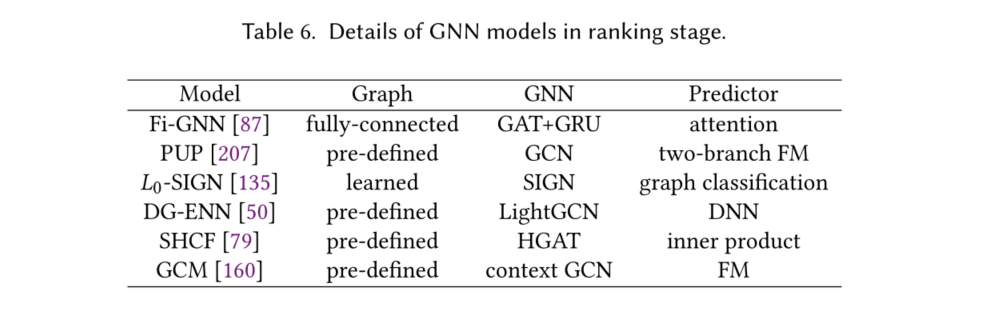 Table 6. Details of GNN models in ranking stage.
Model Graph GNN Predictor
Fi-GNN [87] fully-connected GAT+GRU attention
PUP [207] pre-defined GCN two-branch FM
L0-SIGN [135] learned SIGN graph classification
DG-ENN [50] pre-defined LightGCN DNN
SHCF [79] pre-defined HGAT inner product
GCM [160] pre-defined context GCN FM